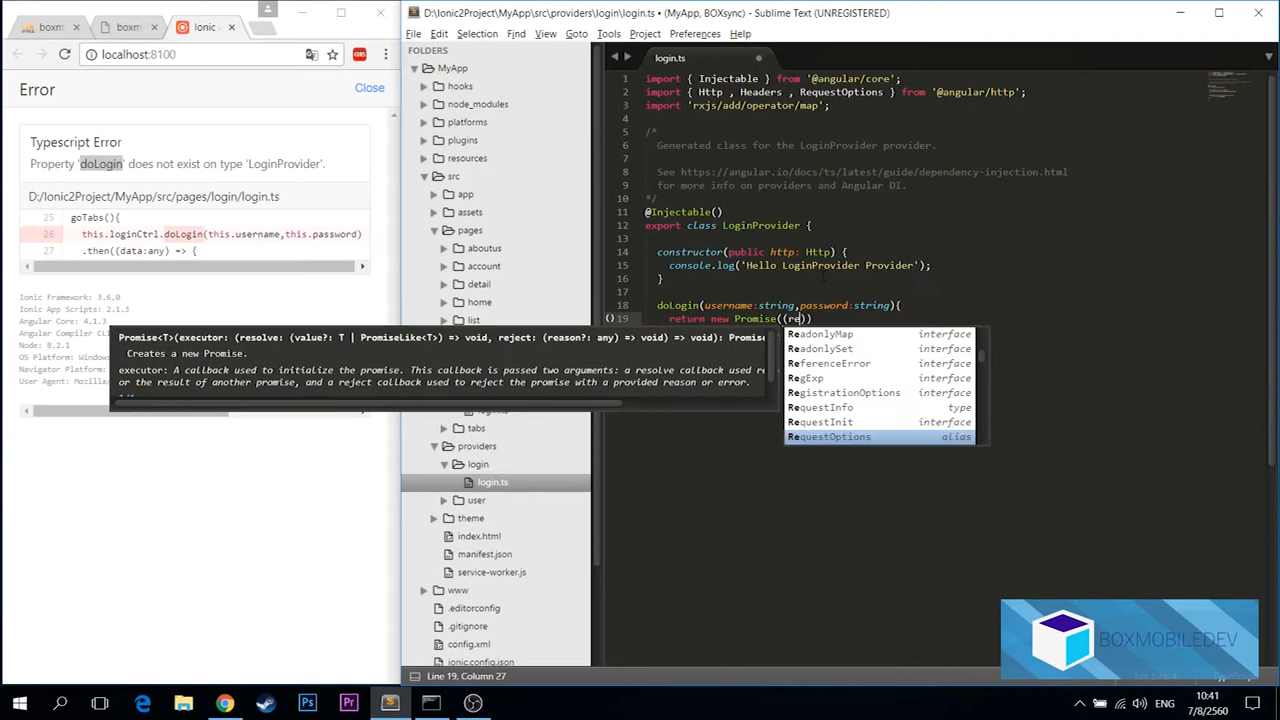 boxm
boxm
Ionic
localhost:8100
CORS
Error
Close
Typescript Error
Property 'doLogin' does not exist on type 'LoginProvider'.
D:/Ionic2Project/MyApp/src/pages/login/login.ts
25 goTabs(){
26 this.loginCtrl.doLogin(this.username,this.password)
27 .then((data:any) => {
Ionic Framework: 3.6.0
Ionic App Scripts: 2.1.3
Angular Core: 4.1.3
8.2.1
OS Platform: Windows
Navigator Platform:
User Agent: Mozilla/
D:\Ionic2Project\MyApp\src\providers\login\login.ts • (MyApp, BOXsync) - Sublime Text (UNREGISTERED)
File Edit Selection Find View Goto Tools Project Preferences Help
FOLDERS
MyApp
hooks
node_modules
platforms
plugins
resources
src
app
assets
pages
aboutus
account
detail
home
list
tabs
providers
login
login.ts
user
theme
index.html
manifest.json
service-worker.js
www
.editorconfig
.gitignore
config.xml
ionic.config.json
login.ts
1 import { Injectable } from '@angular/core';
2 import { Http , Headers , RequestOptions } from '@angular/http';
3 import 'rxjs/add/operator/map';
4
5 /*
6 Generated class for the LoginProvider provider.
7
8 See https://angular.io/docs/ts/latest/guide/dependency-injection.html
9 for more info on providers and Angular DI.
10 */
11 @Injectable()
12 export class LoginProvider {
13
14 constructor(public http: Http) {
15 console.log('Hello LoginProvider Provider');
16 }
17
18 doLogin(username:string,password:string){
19 return new Promise((re))
Promise<T>(executor: (resolve: (value?: T | PromiseLike<T>) => void, reject: (reason?: any) => void) => void): Promis
Creates a new Promise.
executor: A callback used to initialize the promise. This callback is passed two arguments: a resolve callback used re
or the result of another promise, and a reject callback used to reject the promise with a provided reason or error.
ReadonlyMap interface
ReadonlySet interface
ReferenceError interface
RegExp interface
RegistrationOptions interface
RequestInfo type
RequestInit interface
RequestOptions alias
BOXMOBILEDEV
Line 19, Column 27
10:41
7/8/2560